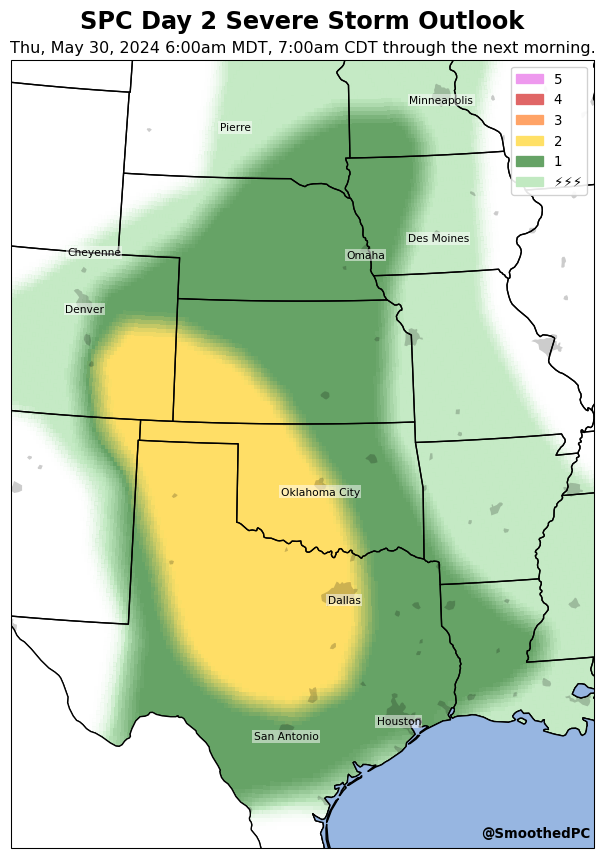 SPC Day 2 Severe Storm Outlook
Thu, May 30, 2024 6:00am MDT, 7:00am CDT through the next morning.
5
4
3
2
1
⚡⚡⚡
Minneapolis
Pierre
Des Moines
Cheyenne
Omaha
Denver
Oklahoma City
Dallas
Houston
San Antonio
@SmoothedPC